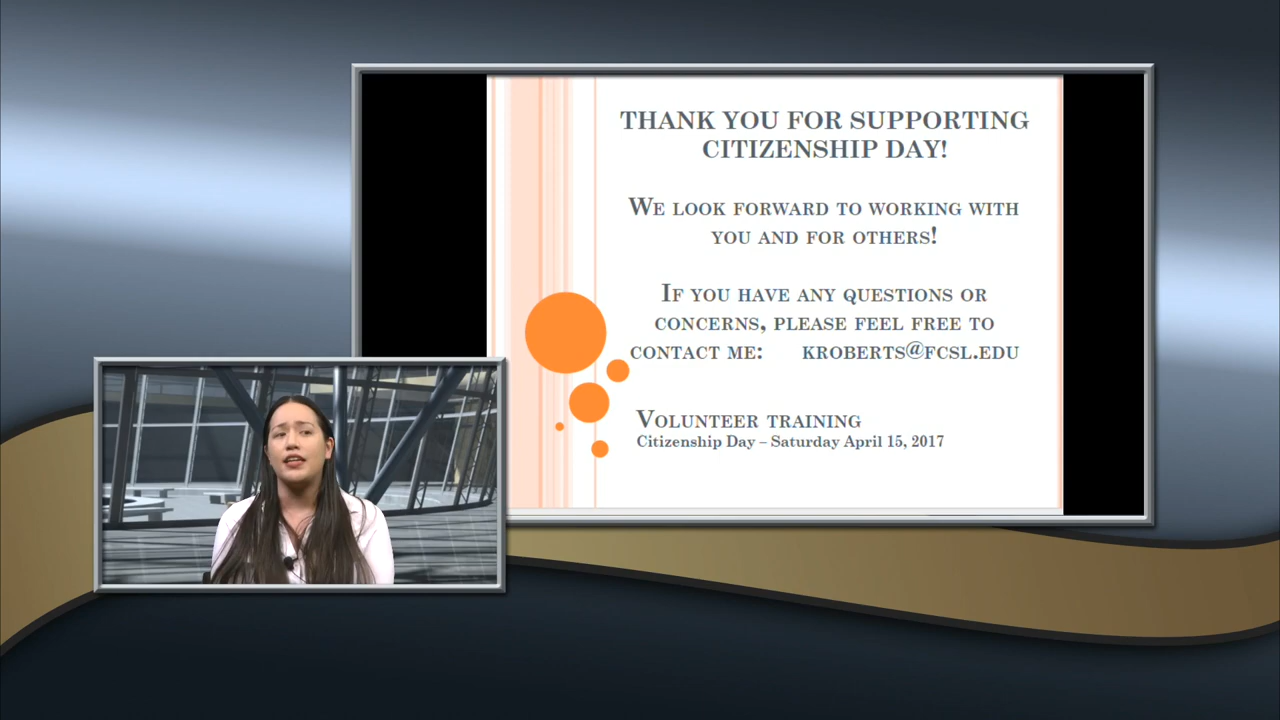 THANK YOU FOR SUPPORTING
CITIZENSHIP DAY!
WE LOOK FORWARD TO WORKING WITH
YOU AND FOR OTHERS!
IF YOU HAVE ANY QUESTIONS OR
CONCERNS, PLEASE FEEL FREE TO
CONTACT ME: KROBERTS@FCSL.EDU
VOLUNTEER TRAINING
Citizenship Day – Saturday April 15, 2017